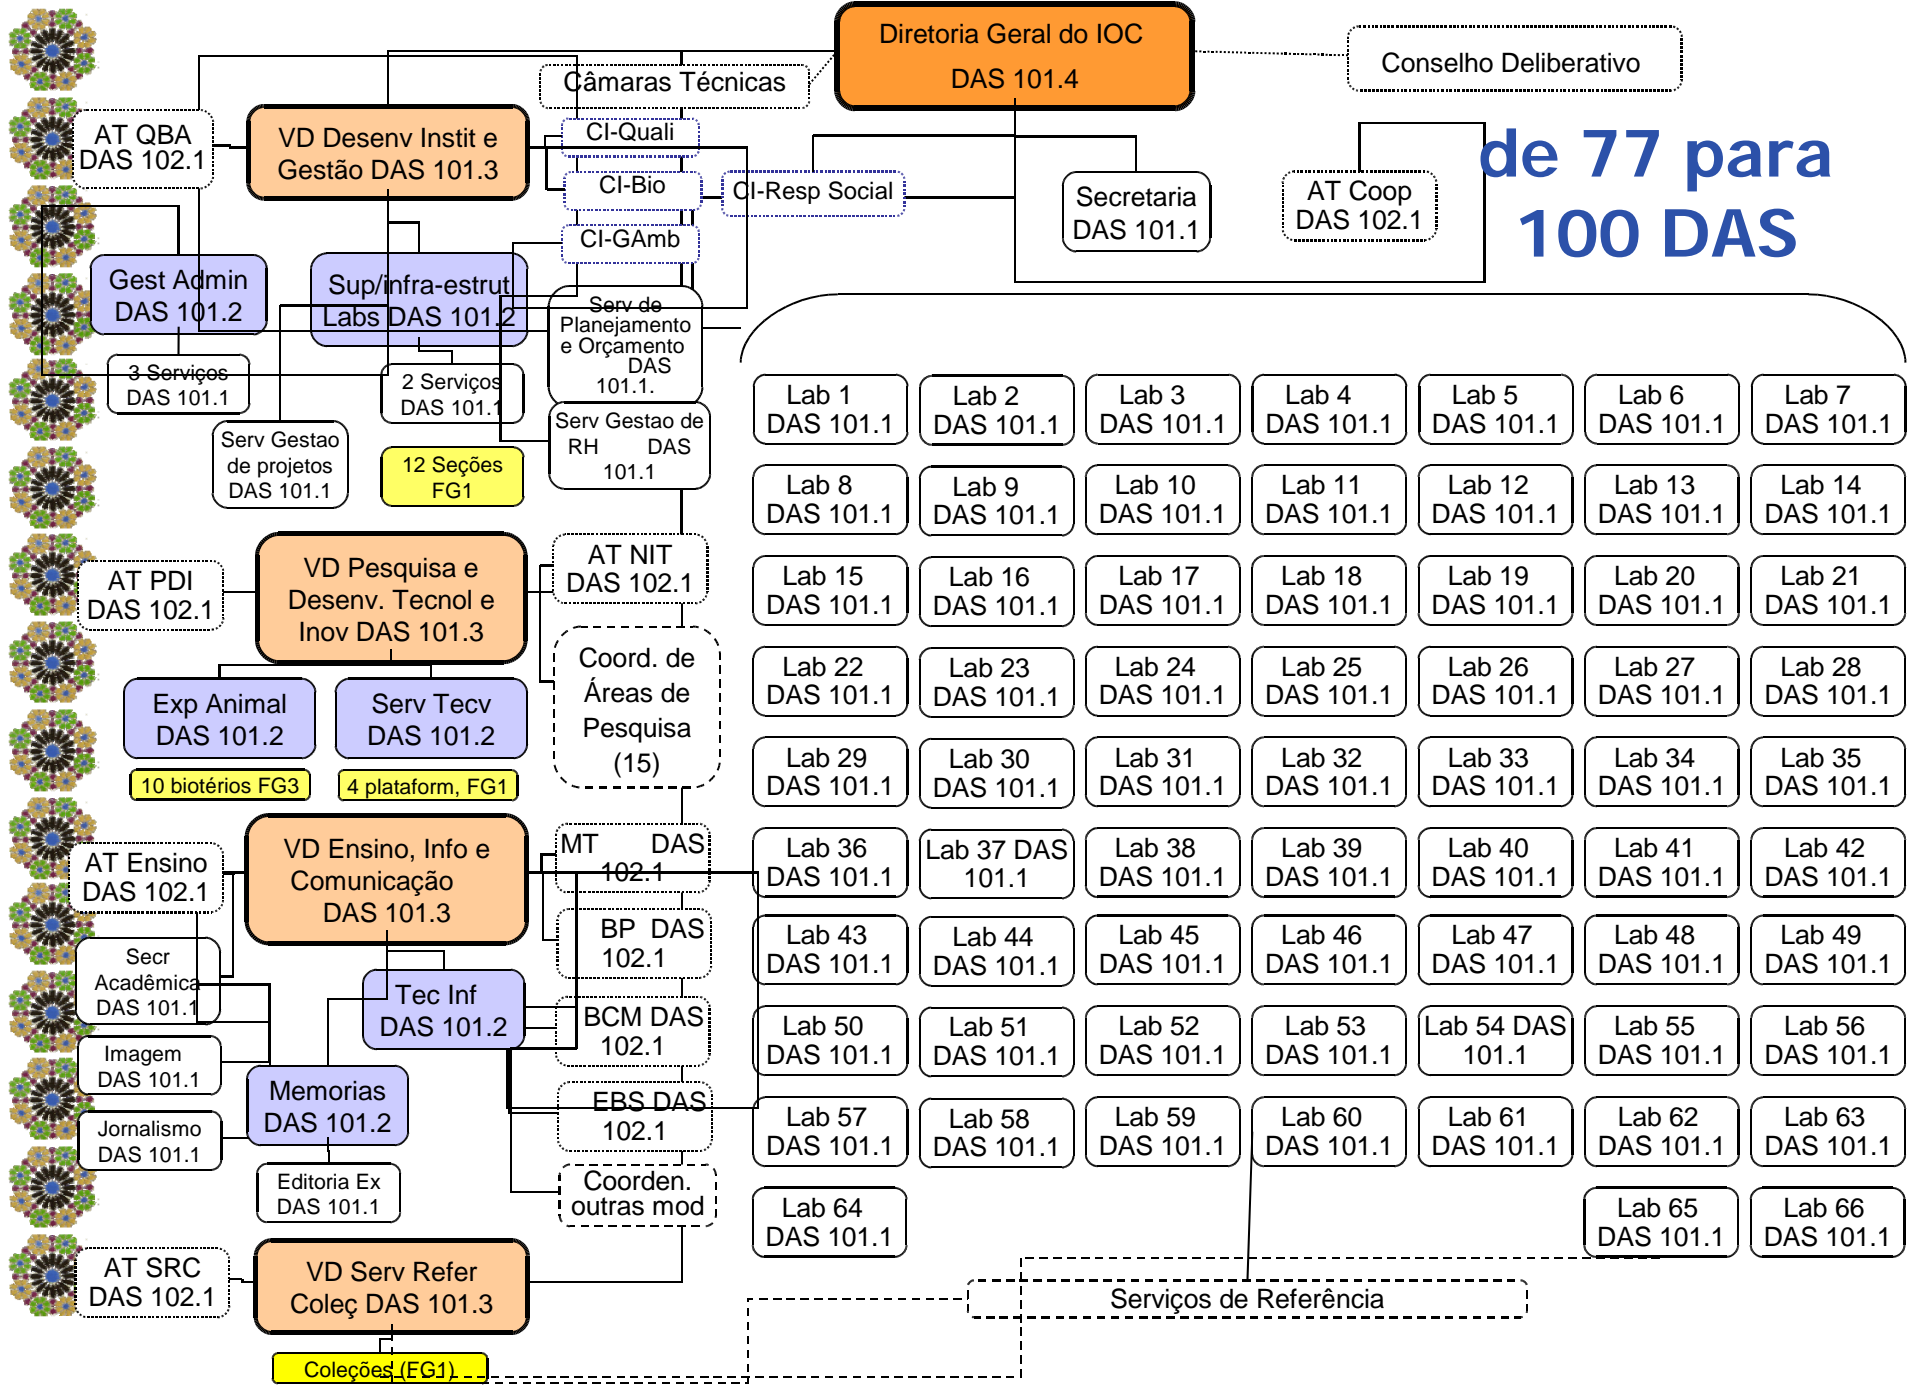 Diretoria Geral do IOC
DAS 101.4
Conselho Deliberativo
Câmaras Técnicas
de 77 para
100 DAS
AT QBA
DAS 102.1
VD Desenv Instit e
Gestão DAS 101.3
CI-Quali
CI-Bio
CI-GAmb
CI-Resp Social
Secretaria
DAS 101.1
AT Coop
DAS 102.1
Gest Admin
DAS 101.2
Sup/infra-estrut
Labs DAS 101.2
Serv de
Planejamento
e Orçamento
DAS
101.1.
3 Serviços
DAS 101.1
2 Serviços
DAS 101.1
Serv Gestao
de projetos
DAS 101.1
12 Seções
FG1
Serv Gestao de
RH DAS
101.1
AT PDI
DAS 102.1
VD Pesquisa e
Desenv. Tecnol e
Inov DAS 101.3
AT NIT
DAS 102.1
Coord. de
Áreas de
Pesquisa
(15)
Exp Animal
DAS 101.2
Serv Tecv
DAS 101.2
10 biotérios FG3
4 plataform, FG1
AT Ensino
DAS 102.1
VD Ensino, Info e
Comunicação
DAS 101.3
MT DAS
102.1
BP DAS
102.1
BCM DAS
102.1
EBS DAS
102.1
Coorden.
outras mod
Secr
Acadêmica
DAS 101.1
Tec Inf
DAS 101.2
Imagem
DAS 101.1
Memorias
DAS 101.2
Jornalismo
DAS 101.1
Editoria Ex
DAS 101.1
AT SRC
DAS 102.1
VD Serv Refer
Coleç DAS 101.3
Coleções (FG1)
Lab 1
DAS 101.1
Lab 2
DAS 101.1
Lab 3
DAS 101.1
Lab 4
DAS 101.1
Lab 5
DAS 101.1
Lab 6
DAS 101.1
Lab 7
DAS 101.1
Lab 8
DAS 101.1
Lab 9
DAS 101.1
Lab 10
DAS 101.1
Lab 11
DAS 101.1
Lab 12
DAS 101.1
Lab 13
DAS 101.1
Lab 14
DAS 101.1
Lab 15
DAS 101.1
Lab 16
DAS 101.1
Lab 17
DAS 101.1
Lab 18
DAS 101.1
Lab 19
DAS 101.1
Lab 20
DAS 101.1
Lab 21
DAS 101.1
Lab 22
DAS 101.1
Lab 23
DAS 101.1
Lab 24
DAS 101.1
Lab 25
DAS 101.1
Lab 26
DAS 101.1
Lab 27
DAS 101.1
Lab 28
DAS 101.1
Lab 29
DAS 101.1
Lab 30
DAS 101.1
Lab 31
DAS 101.1
Lab 32
DAS 101.1
Lab 33
DAS 101.1
Lab 34
DAS 101.1
Lab 35
DAS 101.1
Lab 36
DAS 101.1
Lab 37 DAS
101.1
Lab 38
DAS 101.1
Lab 39
DAS 101.1
Lab 40
DAS 101.1
Lab 41
DAS 101.1
Lab 42
DAS 101.1
Lab 43
DAS 101.1
Lab 44
DAS 101.1
Lab 45
DAS 101.1
Lab 46
DAS 101.1
Lab 47
DAS 101.1
Lab 48
DAS 101.1
Lab 49
DAS 101.1
Lab 50
DAS 101.1
Lab 51
DAS 101.1
Lab 52
DAS 101.1
Lab 53
DAS 101.1
Lab 54 DAS
101.1
Lab 55
DAS 101.1
Lab 56
DAS 101.1
Lab 57
DAS 101.1
Lab 58
DAS 101.1
Lab 59
DAS 101.1
Lab 60
DAS 101.1
Lab 61
DAS 101.1
Lab 62
DAS 101.1
Lab 63
DAS 101.1
Lab 64
DAS 101.1
Lab 65
DAS 101.1
Lab 66
DAS 101.1
Serviços de Referência